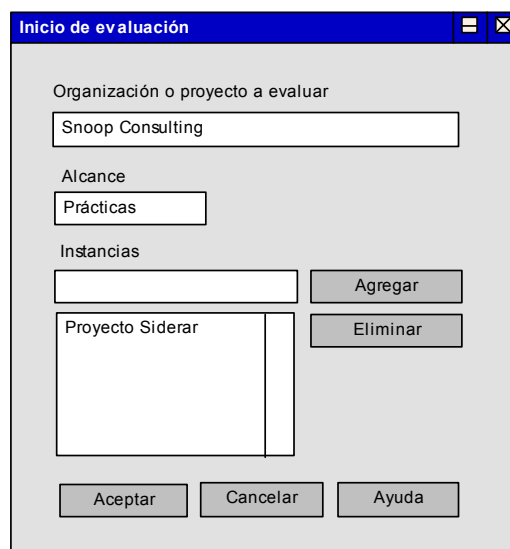 Inicio de evaluación
Organización o proyecto a evaluar
Snoop Consulting
Alcance
Prácticas
Instancias
Agregar
Proyecto Siderar
Eliminar
Aceptar
Cancelar
Ayuda